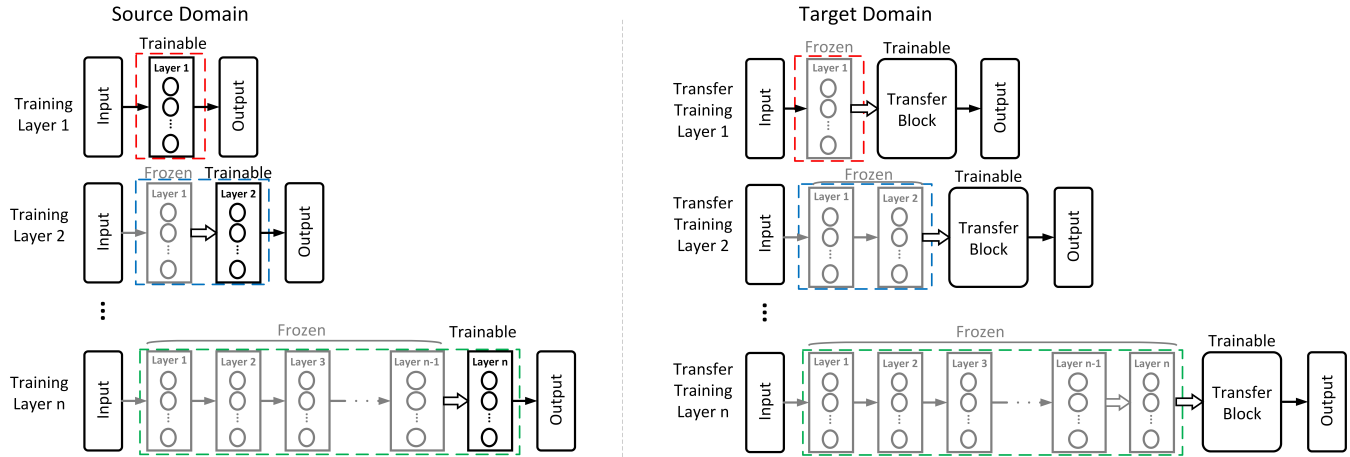 Source Domain
Trainable
Training
Layer 1
Input
Layer 1
Output
Frozen
Trainable
Training
Layer 2
Input
Layer 1
Layer 2
Output
Frozen
Trainable
Training
Layer n
Input
Layer 1
Layer 2
Layer 3
Layer n-1
Layer n
Output
Target Domain
Frozen
Trainable
Transfer
Training
Layer 1
Input
Layer 1
Transfer
Block
Output
Frozen
Trainable
Transfer
Training
Layer 2
Input
Layer 1
Layer 2
Transfer
Block
Output
Frozen
Trainable
Transfer
Training
Layer n
Input
Layer 1
Layer 2
Layer 3
Layer n-1
Layer n
Transfer
Block
Output